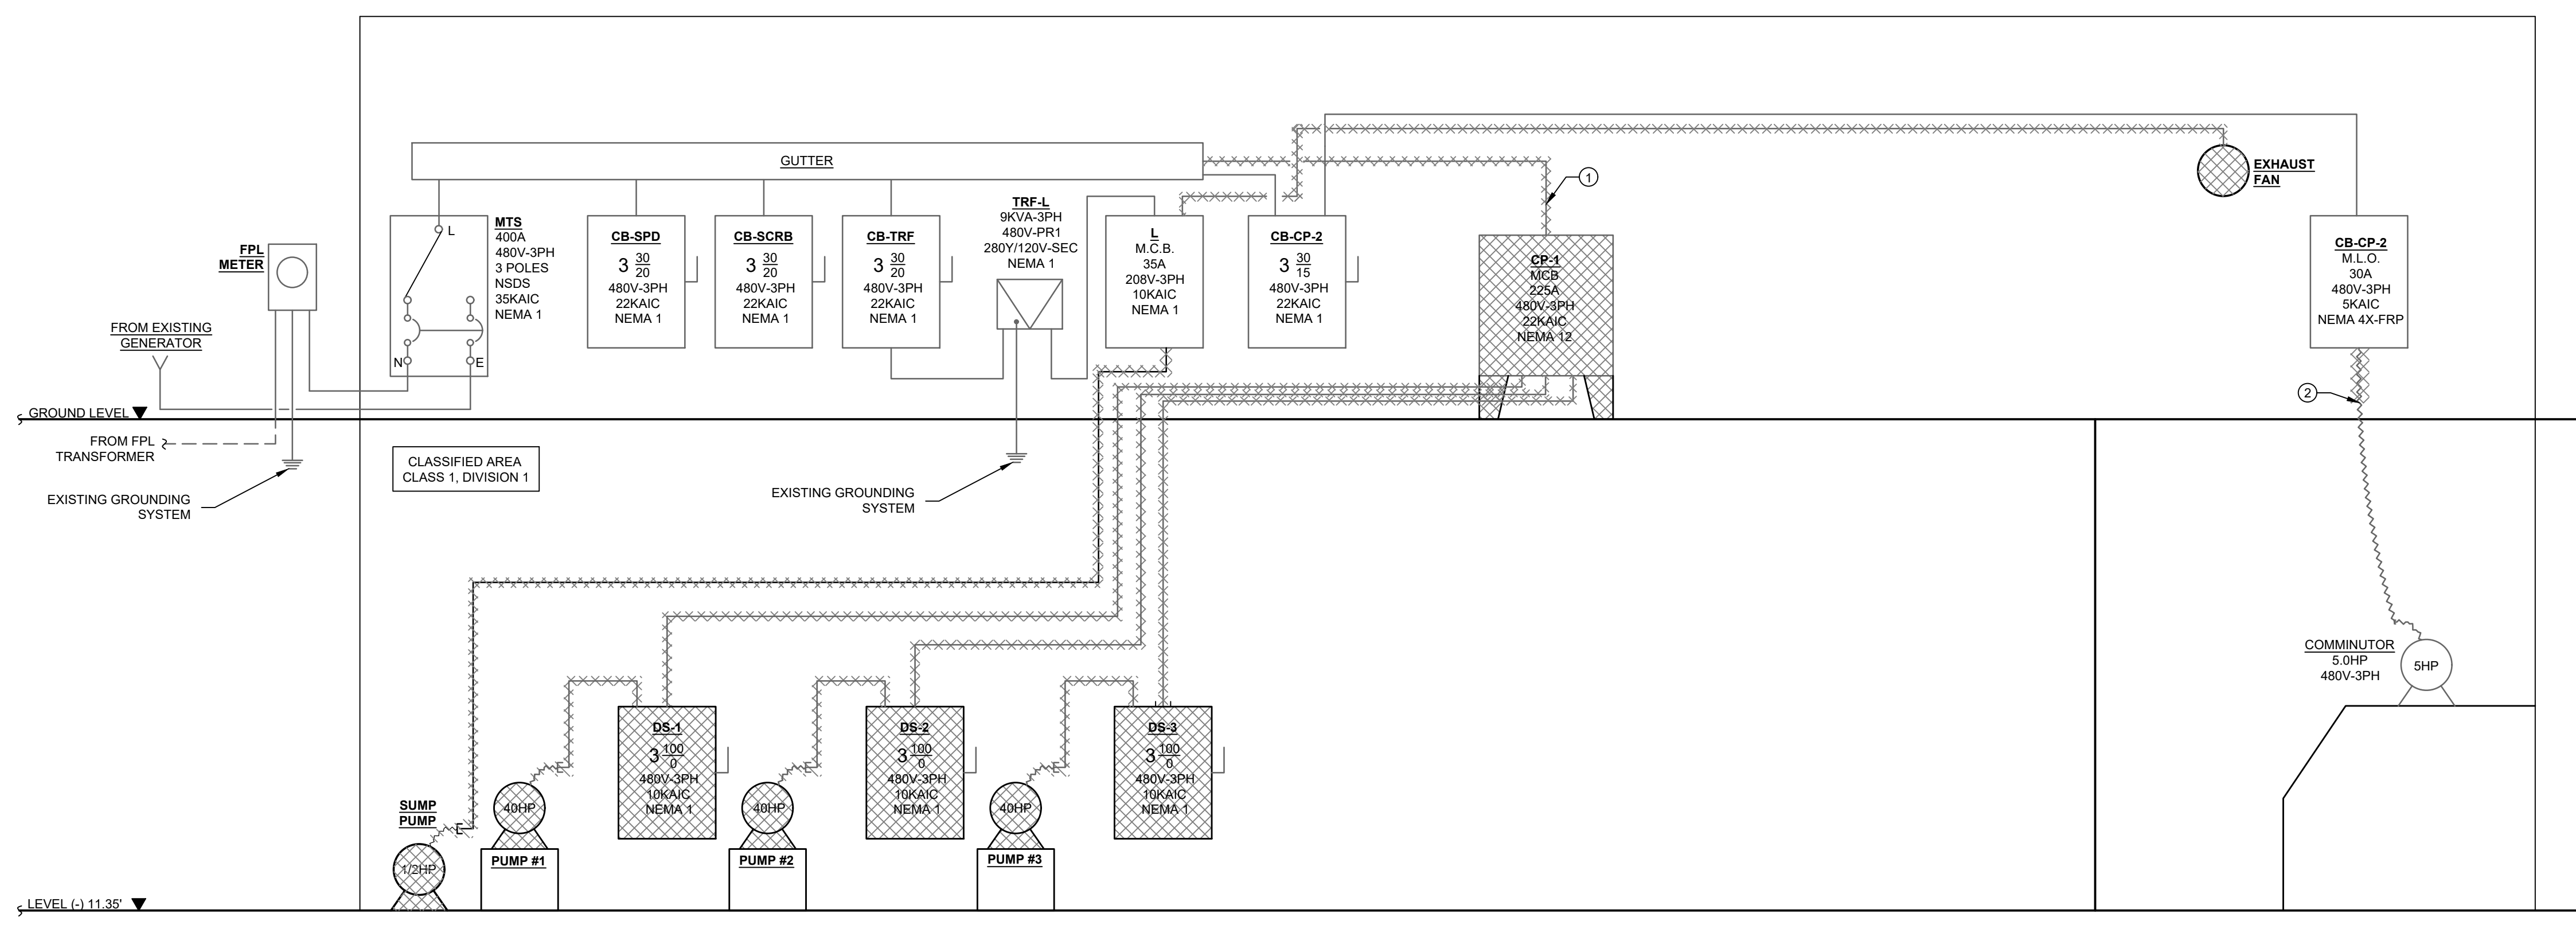 GUTTER
1
EXHAUST
FAN
FPL
METER
L
N
E
MTS
400A
480V-3PH
3 POLES
NSDS
35KAIC
NEMA 1
CB-SPD
3 30
20
480V-3PH
22KAIC
NEMA 1
CB-SCRB
3 30
20
480V-3PH
22KAIC
NEMA 1
CB-TRF
3 30
20
480V-3PH
22KAIC
NEMA 1
TRF-L
9KVA-3PH
480V-PR1
280Y/120V-SEC
NEMA 1
L
M.C.B.
35A
208V-3PH
10KAIC
NEMA 1
CB-CP-2
3 30
15
480V-3PH
22KAIC
NEMA 1
CP-1
MCB
225A
480V-3PH
22KAIC
NEMA 12
CB-CP-2
M.L.O.
30A
480V-3PH
5KAIC
NEMA 4X-FRP
FROM EXISTING
GENERATOR
2
GROUND LEVEL
FROM FPL
TRANSFORMER
EXISTING GROUNDING
SYSTEM
CLASSIFIED AREA
CLASS 1, DIVISION 1
EXISTING GROUNDING
SYSTEM
COMMINUTOR
5.0HP
480V-3PH
5HP
DS-1
3 100
0
480V-3PH
10KAIC
NEMA 1
DS-2
3 100
0
480V-3PH
10KAIC
NEMA 1
DS-3
3 100
0
480V-3PH
10KAIC
NEMA 1
SUMP
PUMP
1/2HP
40HP
PUMP #1
40HP
PUMP #2
40HP
PUMP #3
LEVEL (-) 11.35'